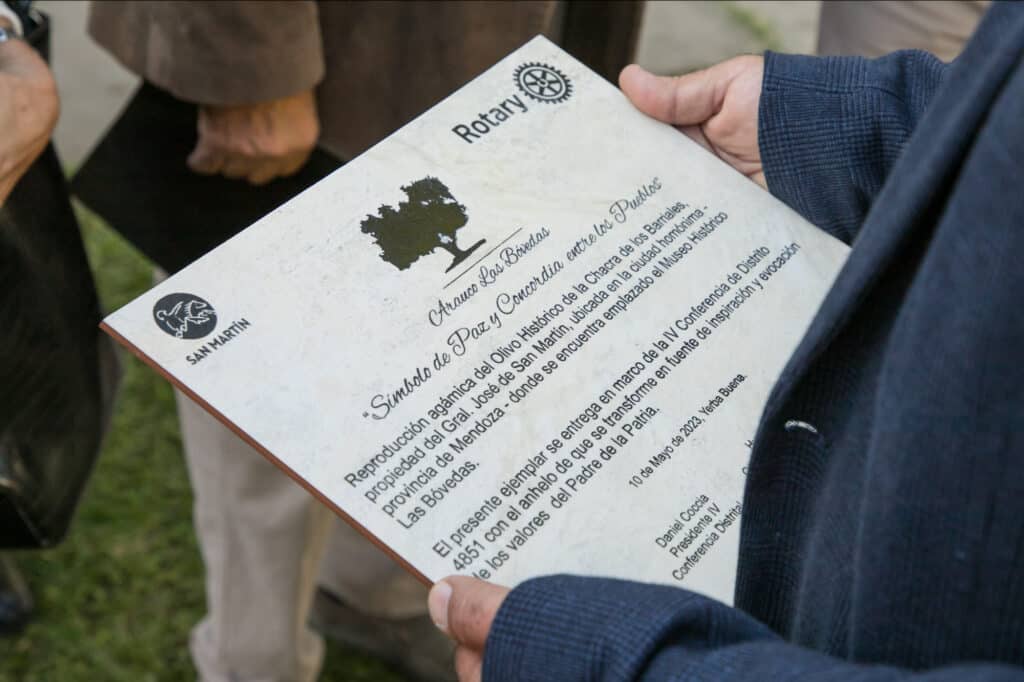 Rotary
SAN MARTÍN
Arauco Las Bóvedas
"Símbolo de Paz y Concordia entre los Pueblos"
Reproducción agámica del Olivo Histórico de la Chacra de los Barriales,
propiedad del Gral. José de San Martín, ubicada en la ciudad homónima -
provincia de Mendoza - donde se encuentra emplazado el Museo Histórico
Las Bóvedas.
El presente ejemplar se entrega en marco de la IV Conferencia de Distrito
4851 con el anhelo de que se transforme en fuente de inspiración y evocación
de los valores del Padre de la Patria.
10 de Mayo de 2023, Yerba Buena.
Daniel Coccia
Presidente IV
Conferencia Distrital